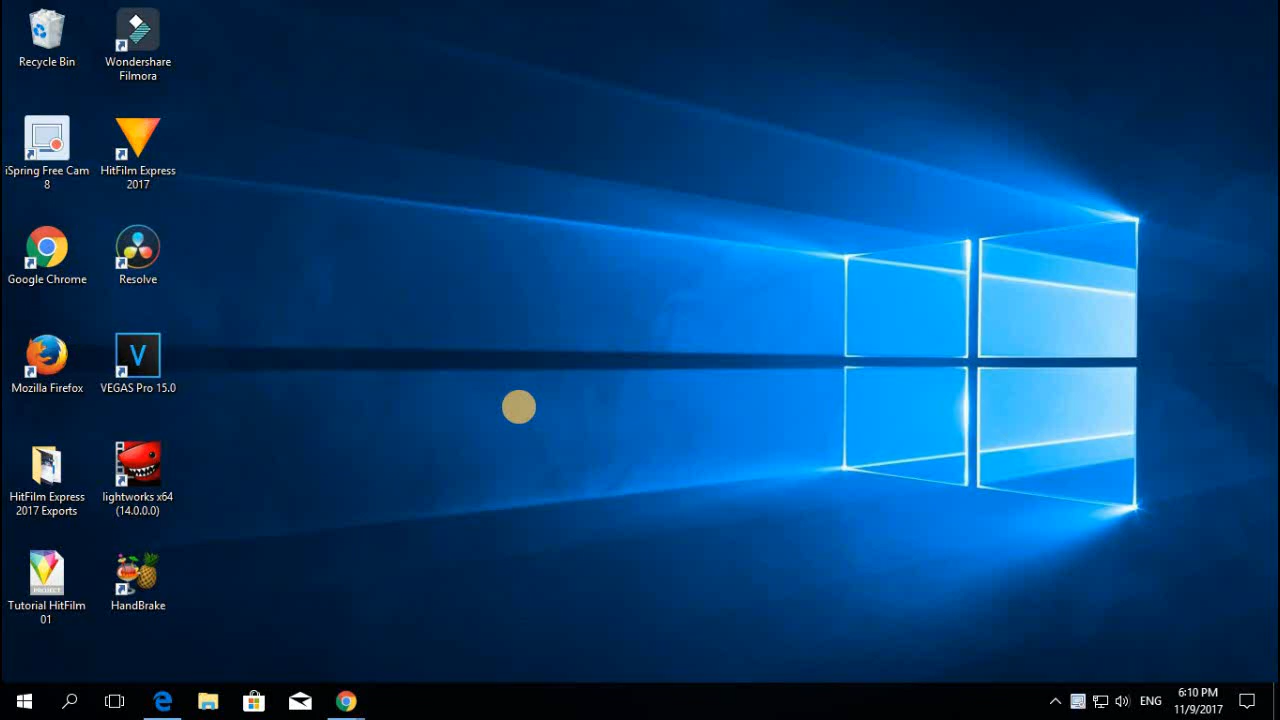 Recycle Bin
Wondershare
Filmora
iSpring Free Cam
8
HitFilm Express
2017
Google Chrome
Resolve
Mozilla Firefox
V
VEGAS Pro 15.0
HitFilm Express
2017 Exports
lightworks x64
(14.0.0.0)
PROJECT
Tutorial HitFilm
01
HandBrake
ENG
6:10 PM
11/9/2017